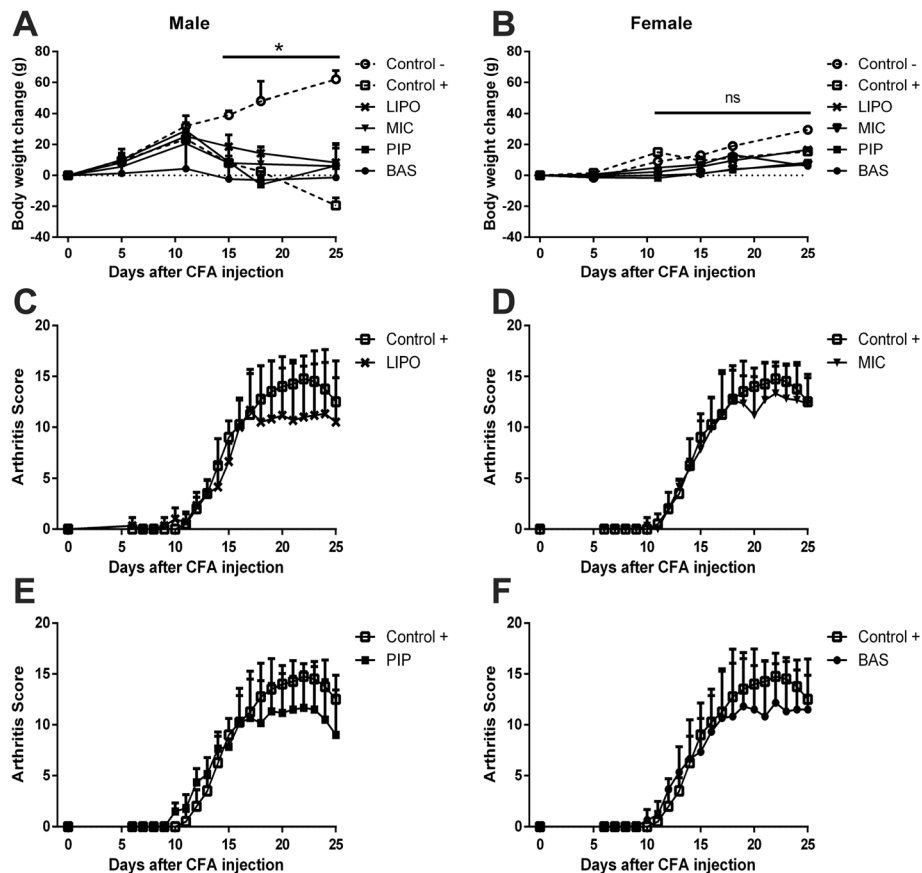 A Male
B Female
Body weight change (g)
80
60
40
20
0
-20
-40
*
0 5 10 15 20 25
Days after CFA injection
Control -
Control +
LIPO
MIC
PIP
BAS
Body weight change (g)
80
60
40
20
0
-20
-40
ns
0 5 10 15 20 25
Days after CFA injection
Control -
Control +
LIPO
MIC
PIP
BAS
C
Arthritis Score
20
15
10
5
0
0 5 10 15 20 25
Days after CFA injection
Control +
LIPO
D
Arthritis Score
20
15
10
5
0
0 5 10 15 20 25
Days after CFA injection
Control +
MIC
E
Arthritis Score
20
15
10
5
0
0 5 10 15 20 25
Days after CFA injection
Control +
PIP
F
Arthritis Score
20
15
10
5
0
0 5 10 15 20 25
Days after CFA injection
Control +
BAS